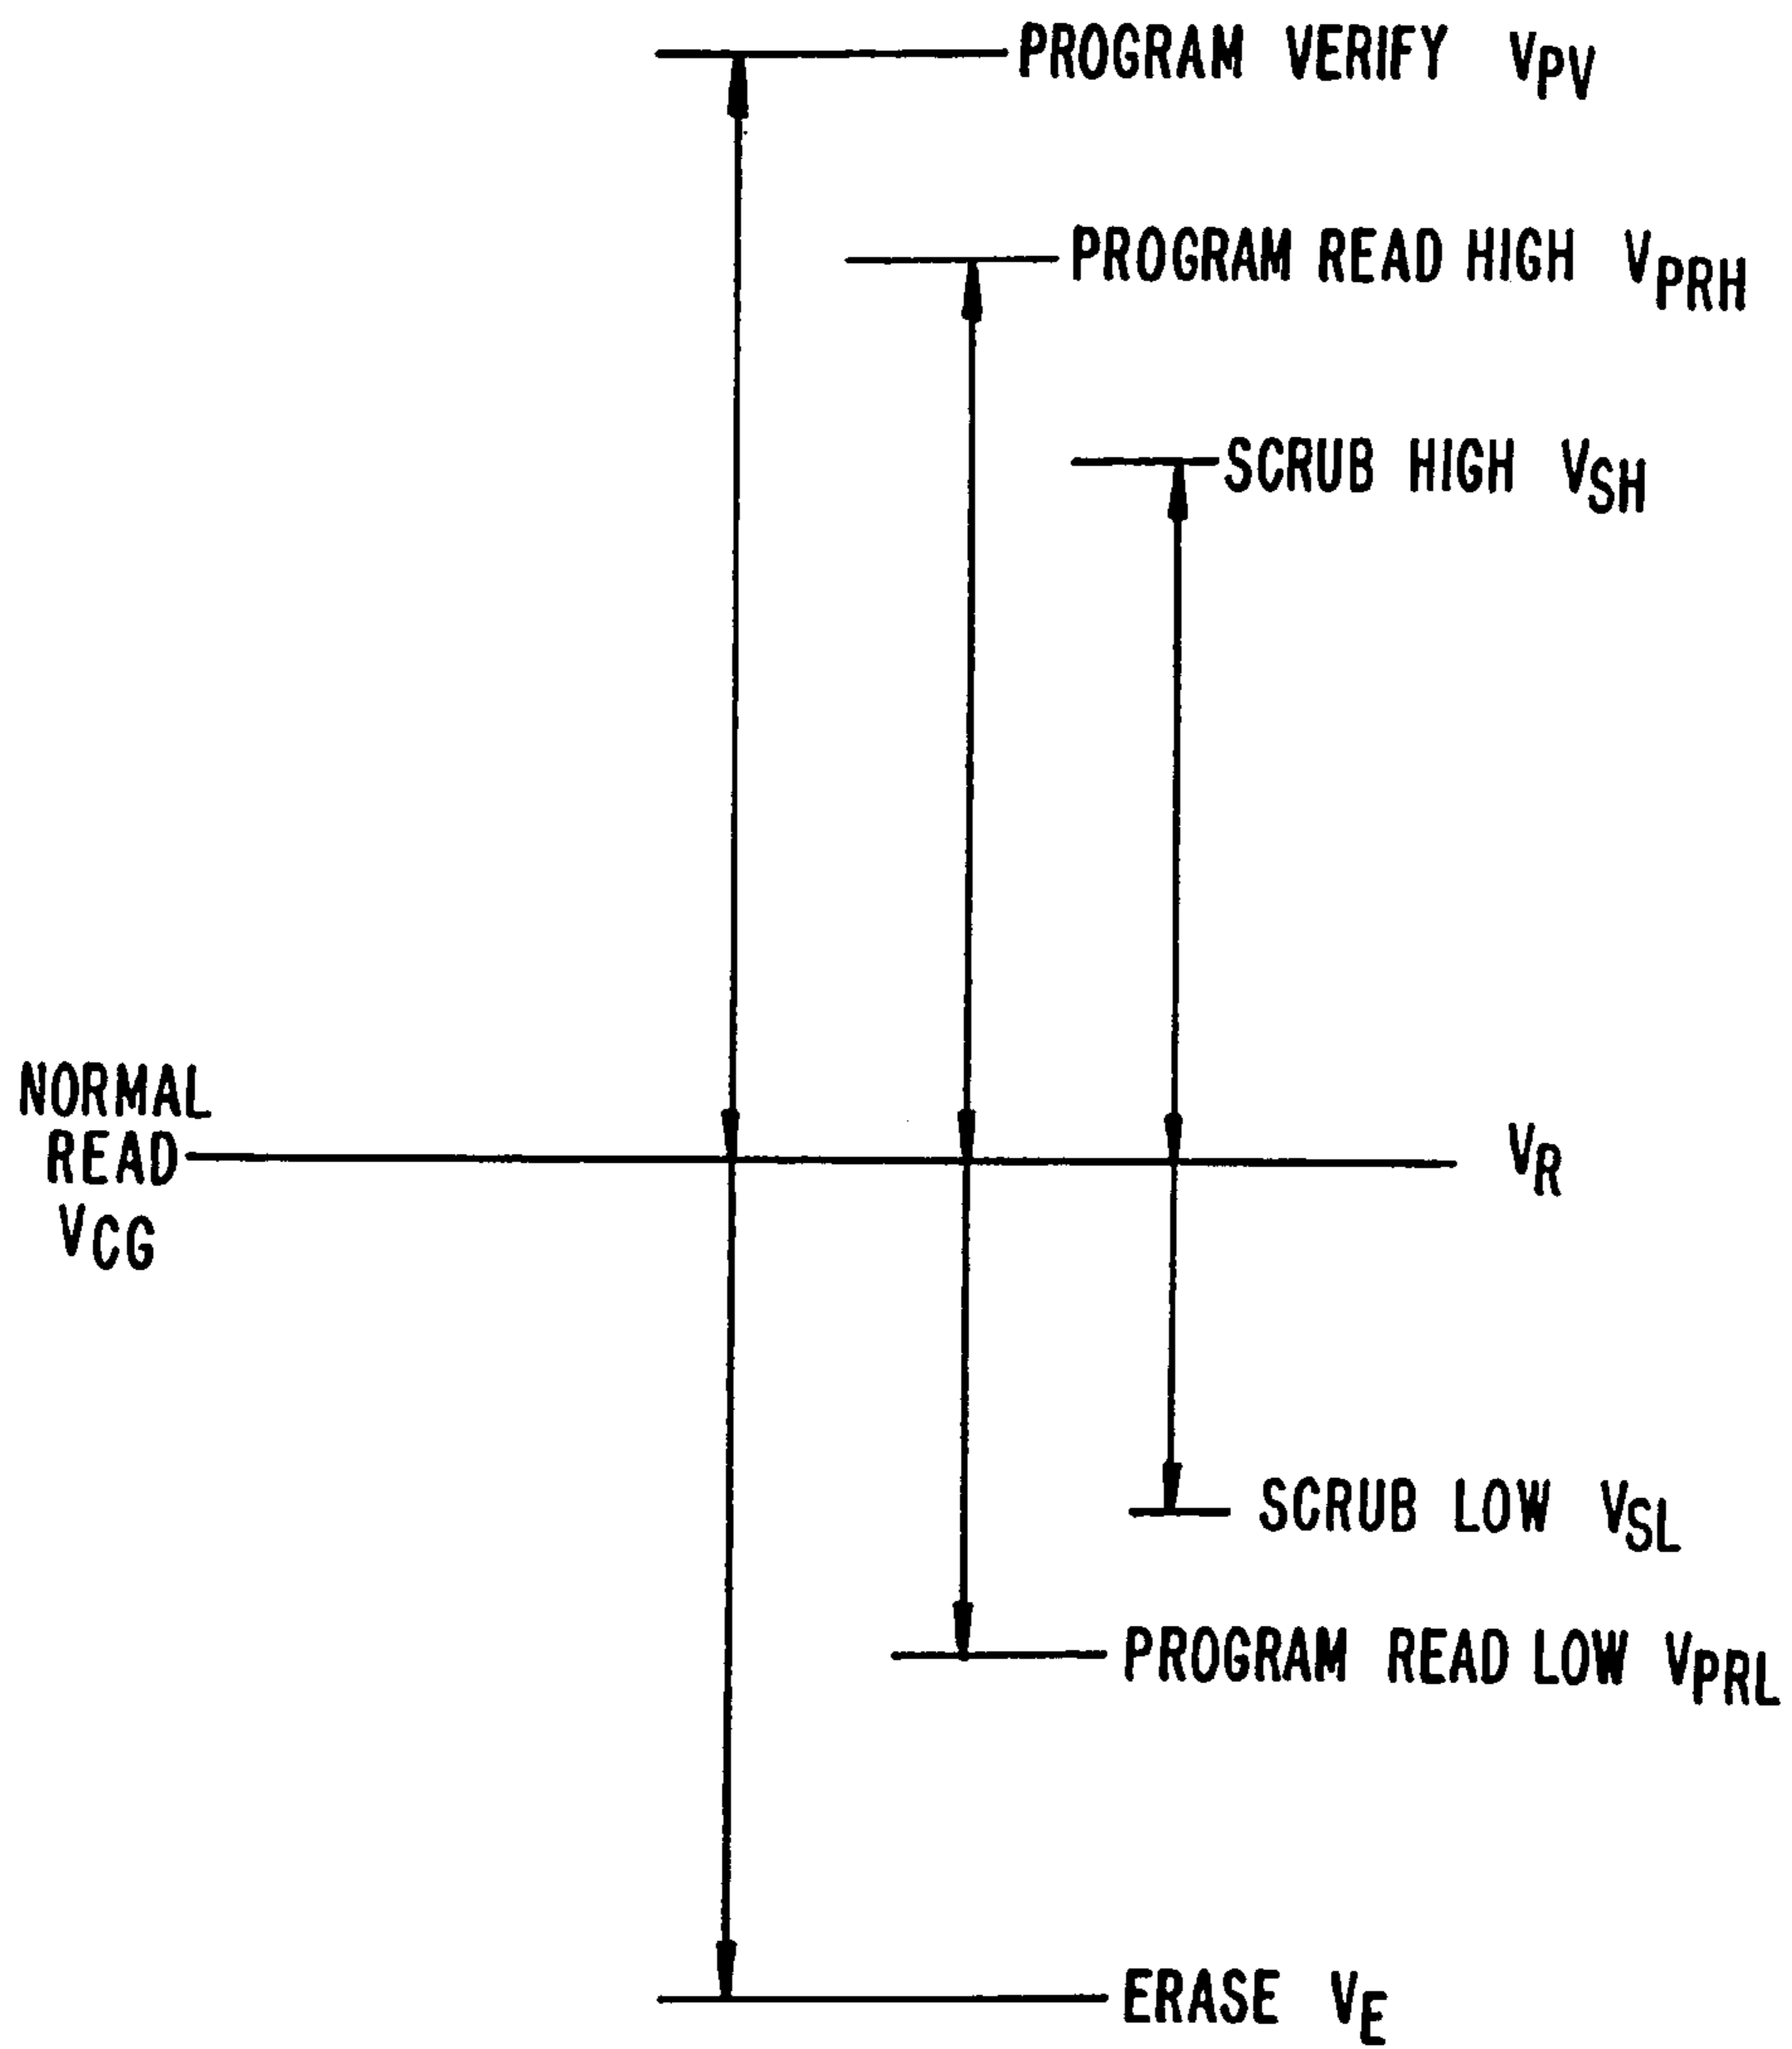 PROGRAM VERIFY VPV
PROGRAM READ HIGH VPRH
SCRUB HIGH VSH
NORMAL
READ
VCG
VR
SCRUB LOW VSL
PROGRAM READ LOW VPRL
ERASE VE